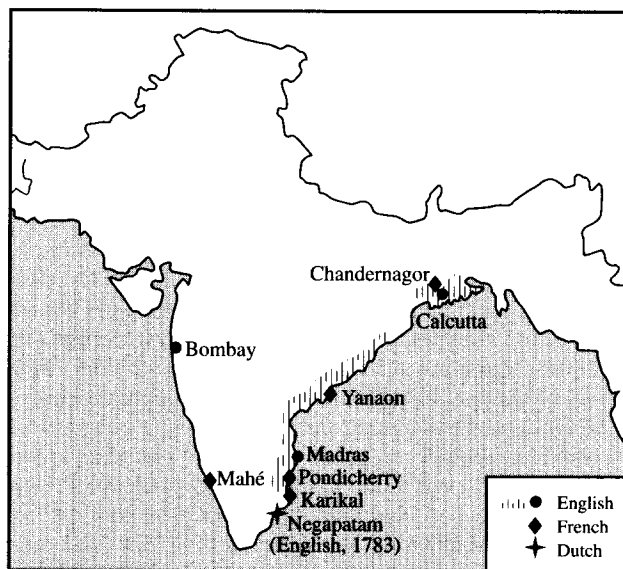 Chandernagor
Calcutta
Bombay
Yanaon
Madras
Mahé
Pondicherry
Karikal
Negapatam
(English, 1783)
English
French
Dutch